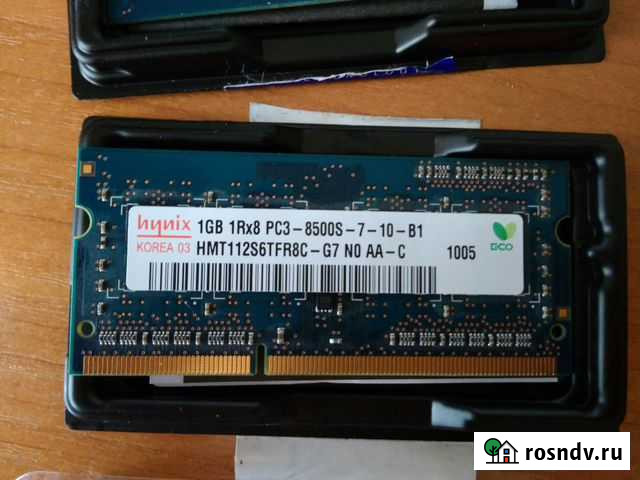 hynix 1GB 1Rx8 PC3-8500S-7-10-B1
KOREA 03 HMT112S6TFR8C-G7 N0 AA-C 1005
ECO
rosndv.ru